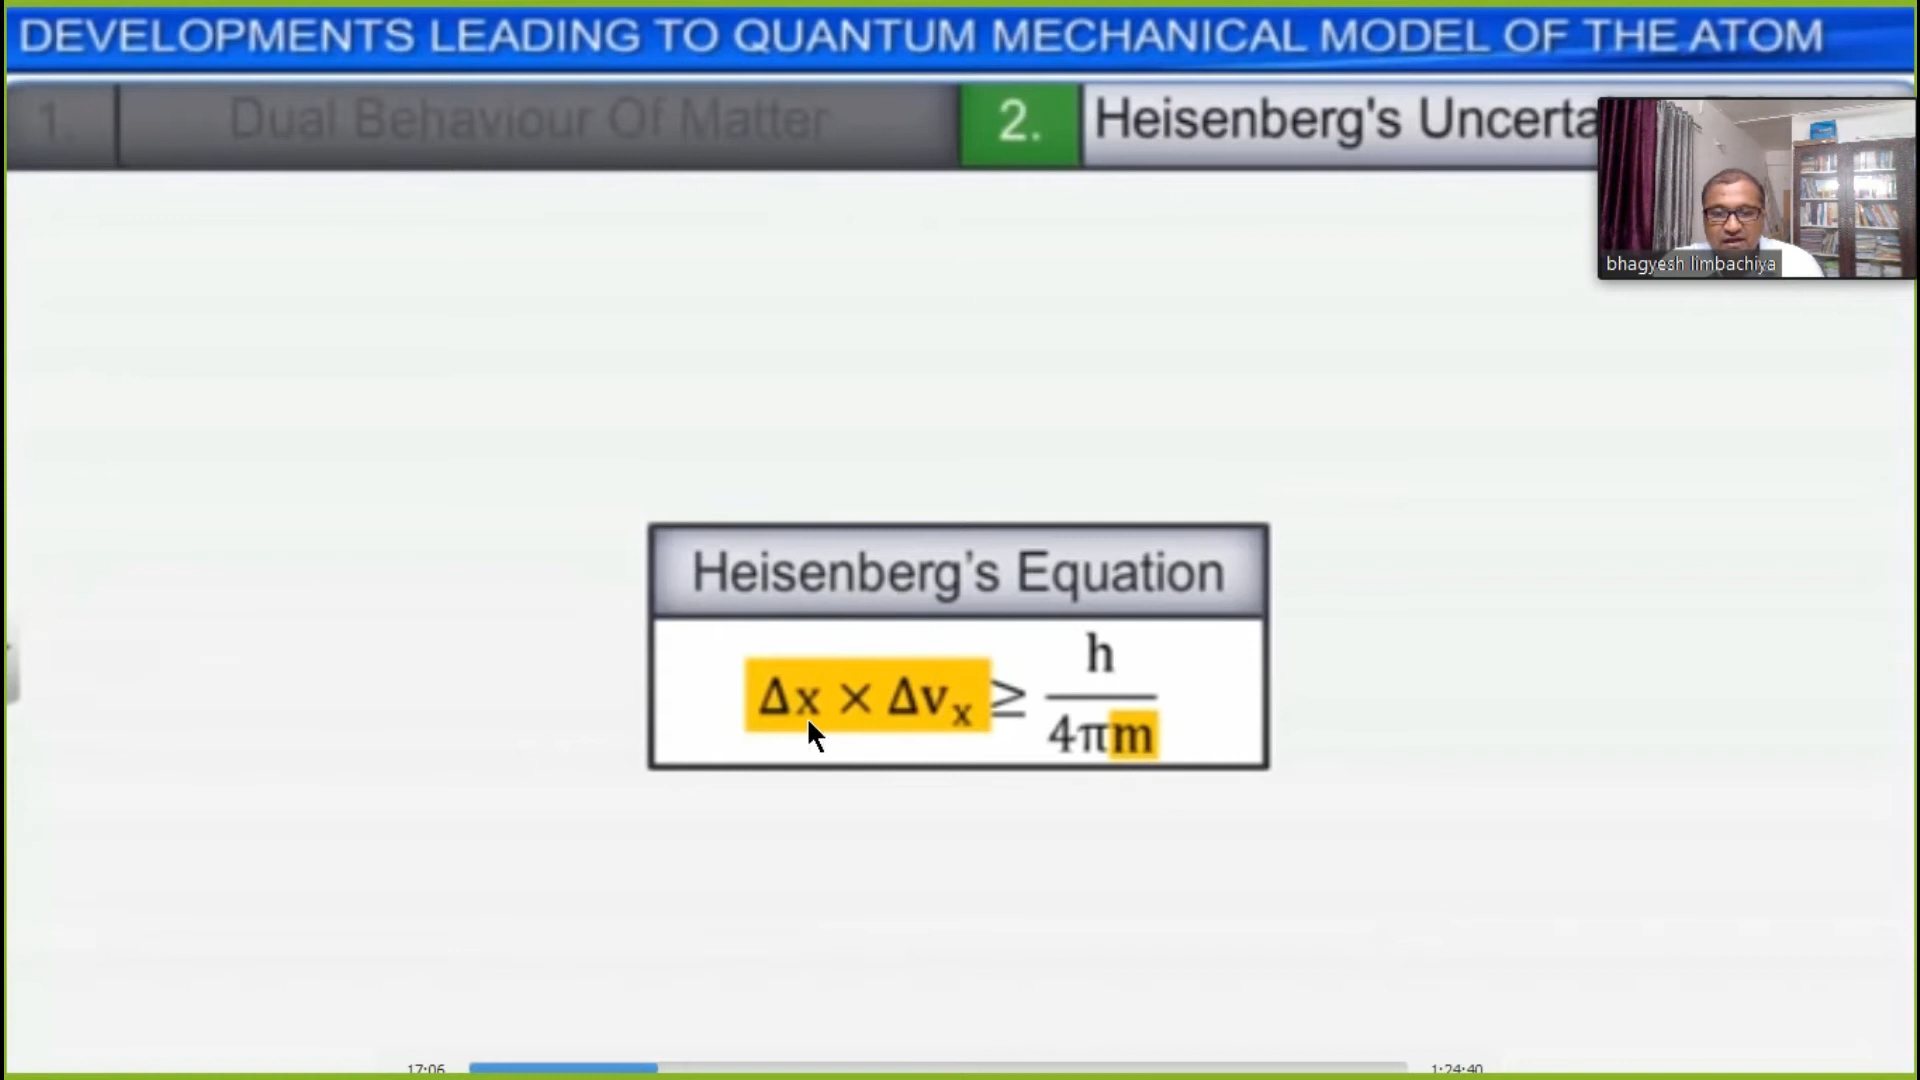 DEVELOPMENTS LEADING TO QUANTUM MECHANICAL MODEL OF THE ATOM
1. Dual Behaviour Of Matter 2. Heisenberg's
bhagyesh limbachiya
Heisenberg's Equation
Δx × Δvₓ ≥ h
4πm
17:06 1:24:40